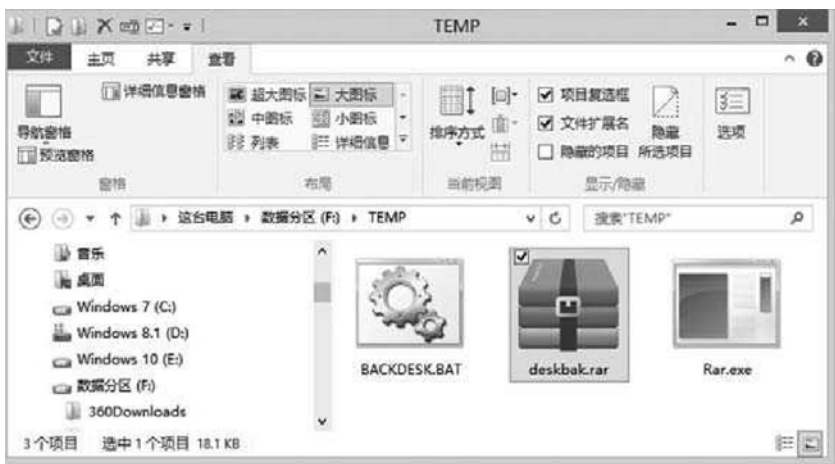 TEMP
文件 主页 共享 查看
导航窗格
预览窗格
详细信息窗格
窗格
超大图标 大图标
中图标 小图标
列表 详细信息
布局
排序方式
当前视图
项目复选框
文件扩展名
隐藏的项目
隐藏
所选项目
显示/隐藏
选项
这台电脑 数据分区 (F:) TEMP
搜索"TEMP"
音乐
桌面
Windows 7 (C:)
Windows 8.1 (D:)
Windows 10 (E:)
数据分区 (F:)
360Downloads
BACKDESK.BAT
deskbak.rar
Rar.exe
3 个项目 选中 1 个项目 18.1 KB